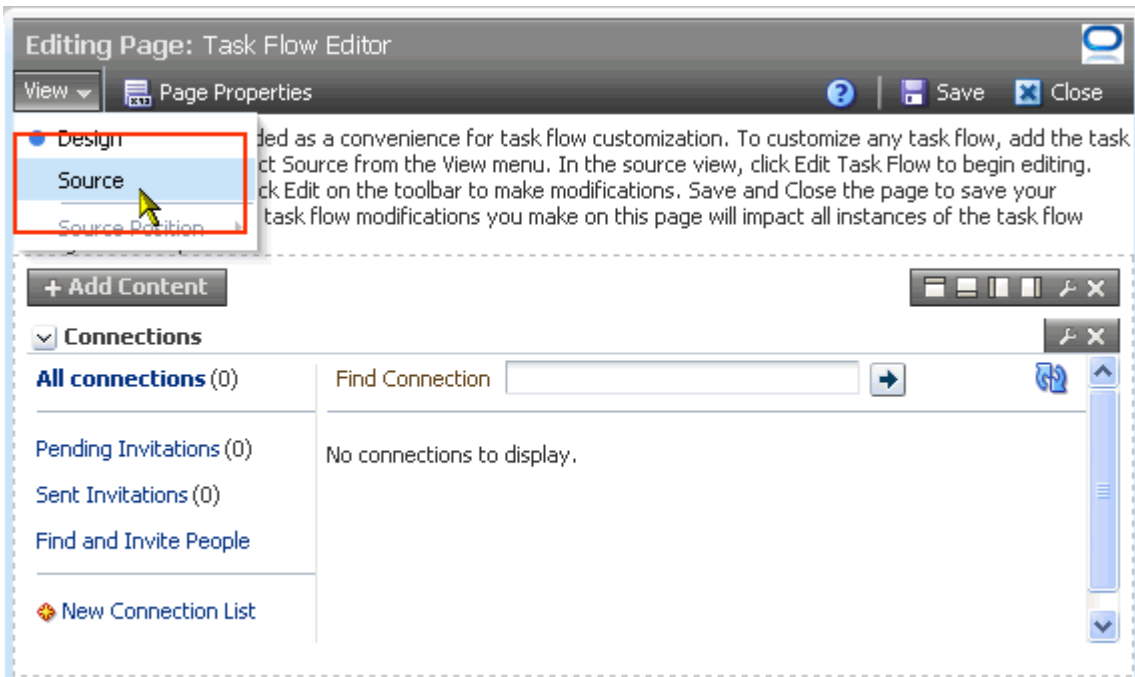 Editing Page: Task Flow Editor
View Page Properties Save Close
Design
ded as a convenience for task flow customization. To customize any task flow, add the task
Source
ct Source from the View menu. In the source view, click Edit Task Flow to begin editing.
ck Edit on the toolbar to make modifications. Save and Close the page to save your
Source Position
task flow modifications you make on this page will impact all instances of the task flow
+ Add Content
Connections
All connections (0) Find Connection
Pending Invitations (0)
No connections to display.
Sent Invitations (0)
Find and Invite People
New Connection List